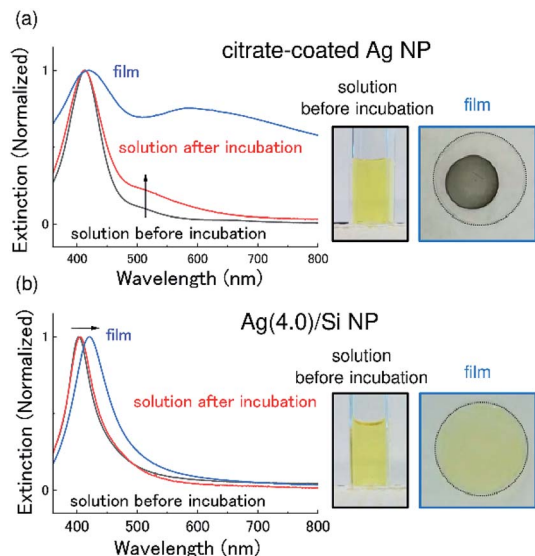 (a)
citrate-coated Ag NP
film
solution
before incubation
film
solution after incubation
solution before incubation
Extinction (Normalized)
1
0
400
500
600
700
800
Wavelength (nm)
(b)
Ag(4.0)/Si NP
film
solution
before incubation
film
solution after incubation
solution before incubation
Extinction (Normalized)
1
0
400
500
600
700
800
Wavelength (nm)